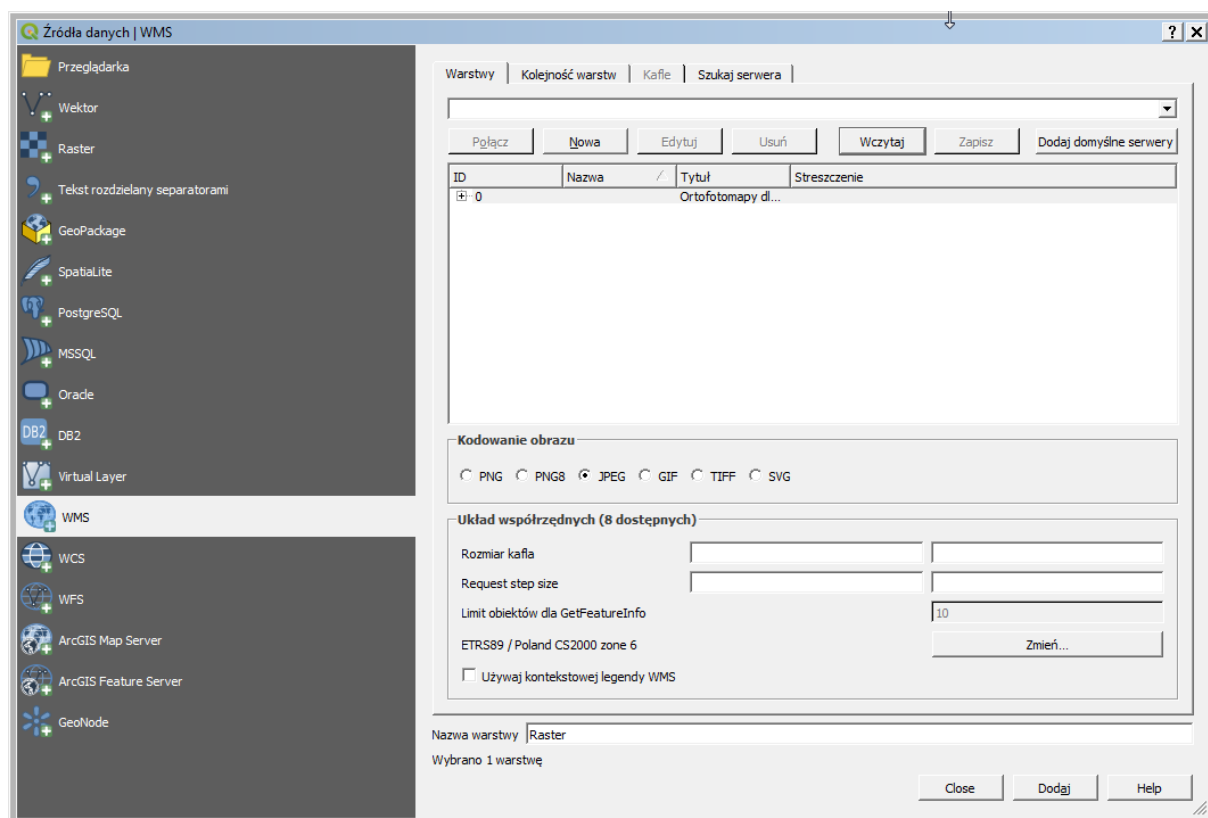 Źródła danych | WMS
? X
Przeglądarka
Wektor
Raster
Tekst rozdzielany separatorami
GeoPackage
SpatiaLite
PostgreSQL
MSSQL
Oracle
DB2 DB2
Virtual Layer
WMS
WCS
WFS
ArcGIS Map Server
ArcGIS Feature Server
GeoNode
Warstwy Kolejność warstw Kafle Szukaj serwera
Połącz Nowa Edytuj Usuń Wczytaj Zapisz Dodaj domyślne serwery
ID Nazwa Tytuł Streszczenie
0 Ortofotomapy dl...
Kodowanie obrazu
PNG PNG8 JPEG GIF TIFF SVG
Układ współrzędnych (8 dostępnych)
Rozmiar kafla
Request step size
Limit obiektów dla GetFeatureInfo 10
ETRS89 / Poland CS2000 zone 6 Zmień...
Używaj kontekstowej legendy WMS
Nazwa warstwy Raster
Wybrano 1 warstwę
Close Dodaj Help